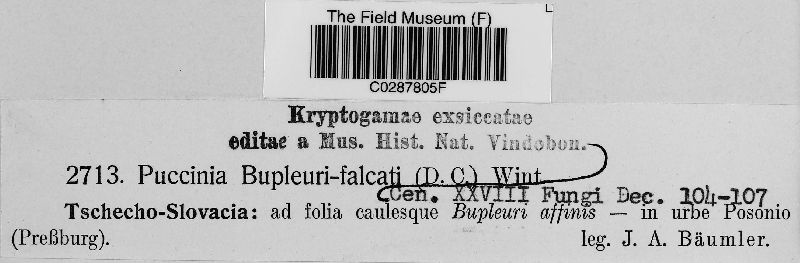 The Field Museum (F)
C0287805F
Kryptogamae exsiccatae
editae a Mus. Hist. Nat. Vindobon.
2713. Puccinia Bupleuri-falcati (D. C.) Wint.
Cen. XXVIII Fungi Dec. 104-107
Tschecho-Slovacia: ad folia caulesque Bupleuri affinis — in urbe Posonio
(Preßburg). leg. J. A. Bäumler.